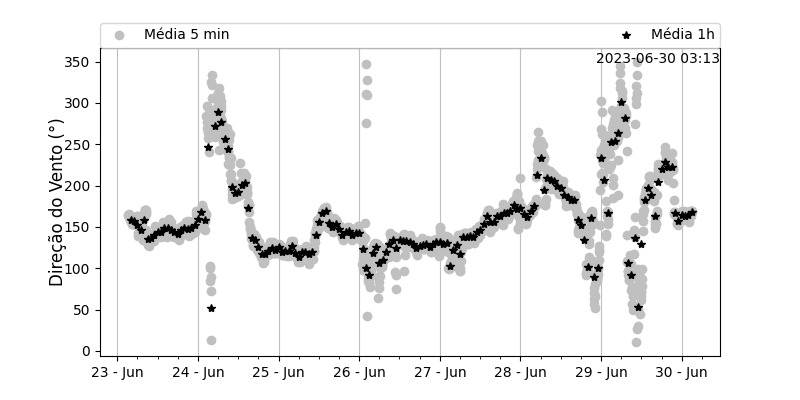 Média 5 min
Média 1h
2023-06-30 03:13
Direção do Vento (°)
350
300
250
200
150
100
50
0
23 - Jun
24 - Jun
25 - Jun
26 - Jun
27 - Jun
28 - Jun
29 - Jun
30 - Jun